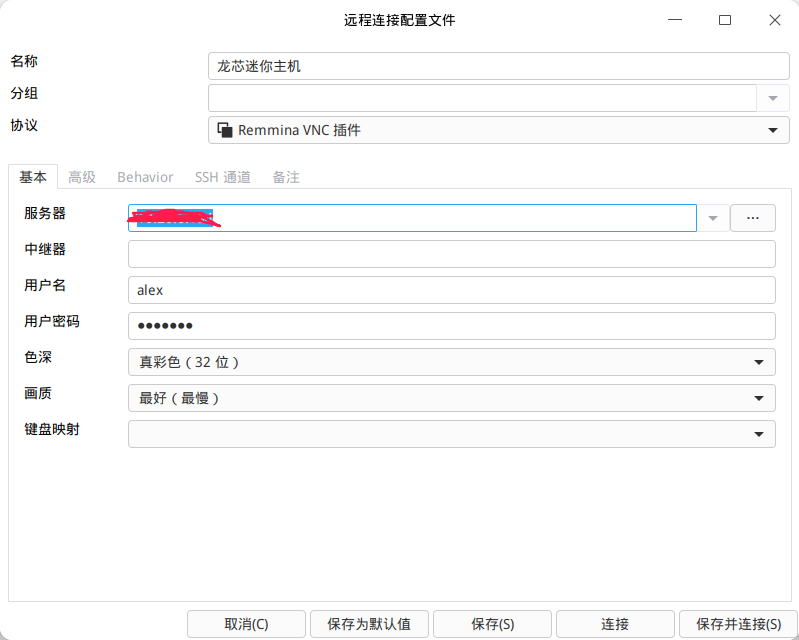 远程连接配置文件
名称 龙芯迷你主机
分组
协议 Remmina VNC 插件
基本 高级 Behavior SSH 通道 备注
服务器 ...
中继器
用户名 alex
用户密码 ●●●●●●●
色深 真彩色（32 位）
画质 最好（最慢）
键盘映射
取消(C) 保存为默认值 保存(S) 连接 保存并连接(S)